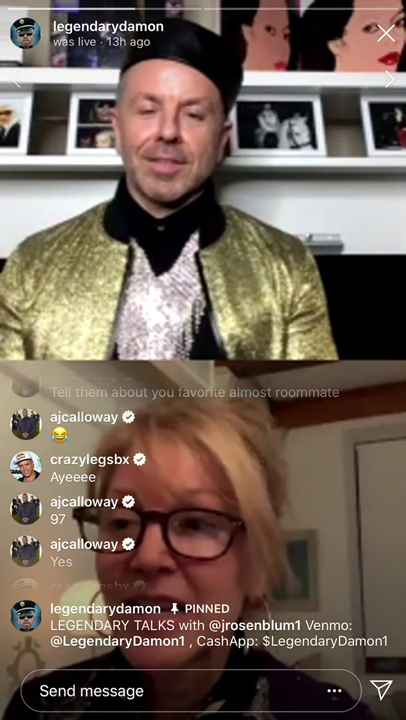 legendarydamon
was live · 13h ago
Tell them about you favorite almost roommate
ajcalloway
😂
crazylegsbx
Ayeeee
ajcalloway
97
ajcalloway
Yes
crazylegsbx
legendarydamon PINNED
LEGENDARY TALKS with @jrosenblum1 Venmo:
@LegendaryDamon1 , CashApp: $LegendaryDamon1
Send message